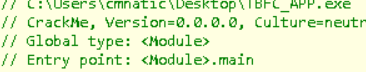 // C:\Users\cmnatic\Desktop\TBFC_APP.exe
// CrackMe, Version=0.0.0.0, Culture=neutr
// Global type: <Module>
// Entry point: <Module>.main